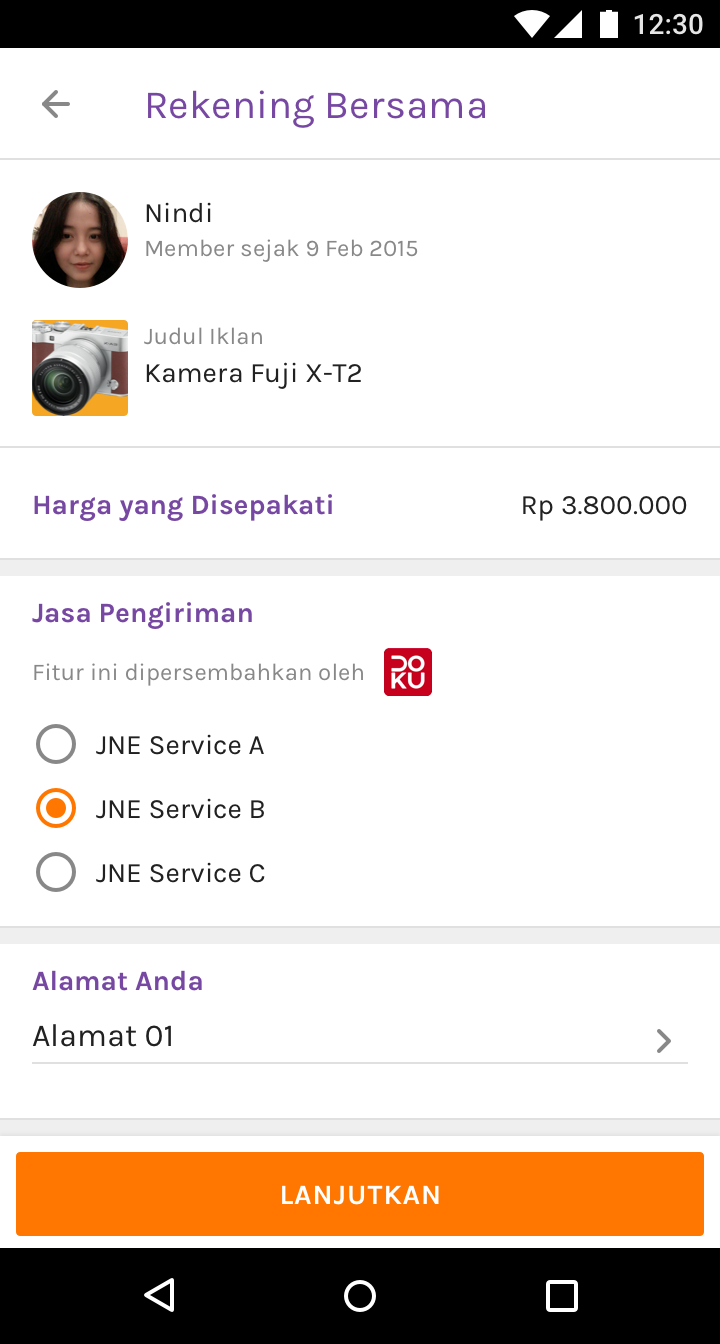 12:30
Rekening Bersama
Nindi
Member sejak 9 Feb 2015
Judul Iklan
Kamera Fuji X-T2
Harga yang Disepakati Rp 3.800.000
Jasa Pengiriman
Fitur ini dipersembahkan oleh DOKU
JNE Service A
JNE Service B
JNE Service C
Alamat Anda
Alamat 01
LANJUTKAN